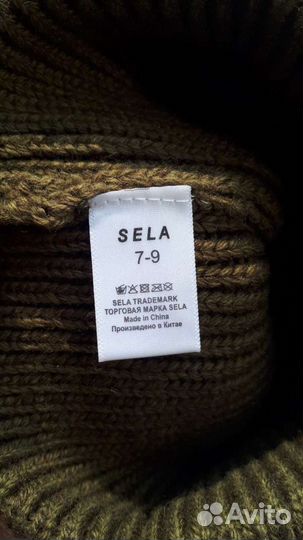 SELA
7-9
SELA TRADEMARK
ТОРГОВАЯ МАРКА SELA
Made in China
Произведено в Китае
Avito